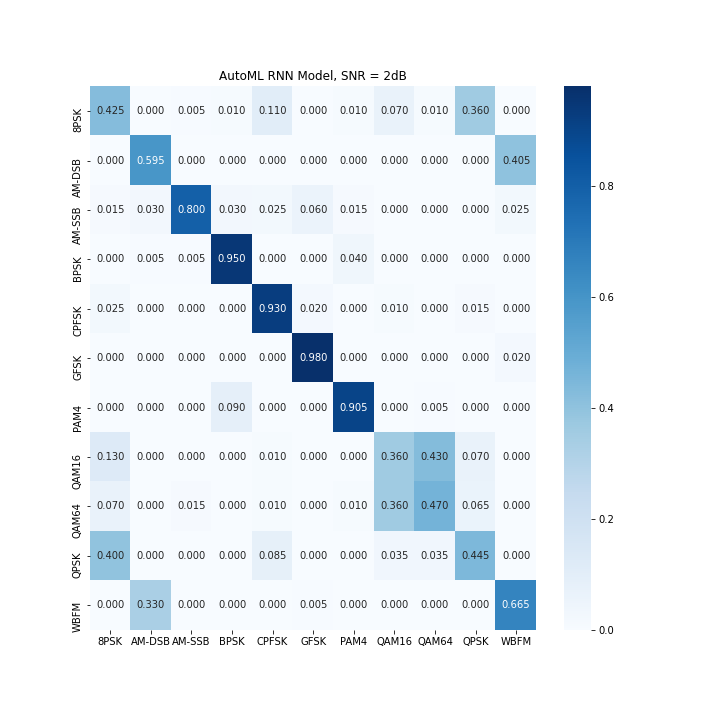 AutoML RNN Model, SNR = 2dB
8PSK 0.425 0.000 0.005 0.010 0.110 0.000 0.010 0.070 0.010 0.360 0.000
AM-DSB 0.000 0.595 0.000 0.000 0.000 0.000 0.000 0.000 0.000 0.000 0.405
AM-SSB 0.015 0.030 0.800 0.030 0.025 0.060 0.015 0.000 0.000 0.000 0.025
BPSK 0.000 0.005 0.005 0.950 0.000 0.000 0.040 0.000 0.000 0.000 0.000
CPFSK 0.025 0.000 0.000 0.000 0.930 0.020 0.000 0.010 0.000 0.015 0.000
GFSK 0.000 0.000 0.000 0.000 0.000 0.980 0.000 0.000 0.000 0.000 0.020
PAM4 0.000 0.000 0.000 0.090 0.000 0.000 0.905 0.000 0.005 0.000 0.000
QAM16 0.130 0.000 0.000 0.000 0.010 0.000 0.000 0.360 0.430 0.070 0.000
QAM64 0.070 0.000 0.015 0.000 0.010 0.000 0.010 0.360 0.470 0.065 0.000
QPSK 0.400 0.000 0.000 0.000 0.085 0.000 0.000 0.035 0.035 0.445 0.000
WBFM 0.000 0.330 0.000 0.000 0.000 0.005 0.000 0.000 0.000 0.000 0.665
8PSK AM-DSB AM-SSB BPSK CPFSK GFSK PAM4 QAM16 QAM64 QPSK WBFM
0.8
0.6
0.4
0.2
0.0